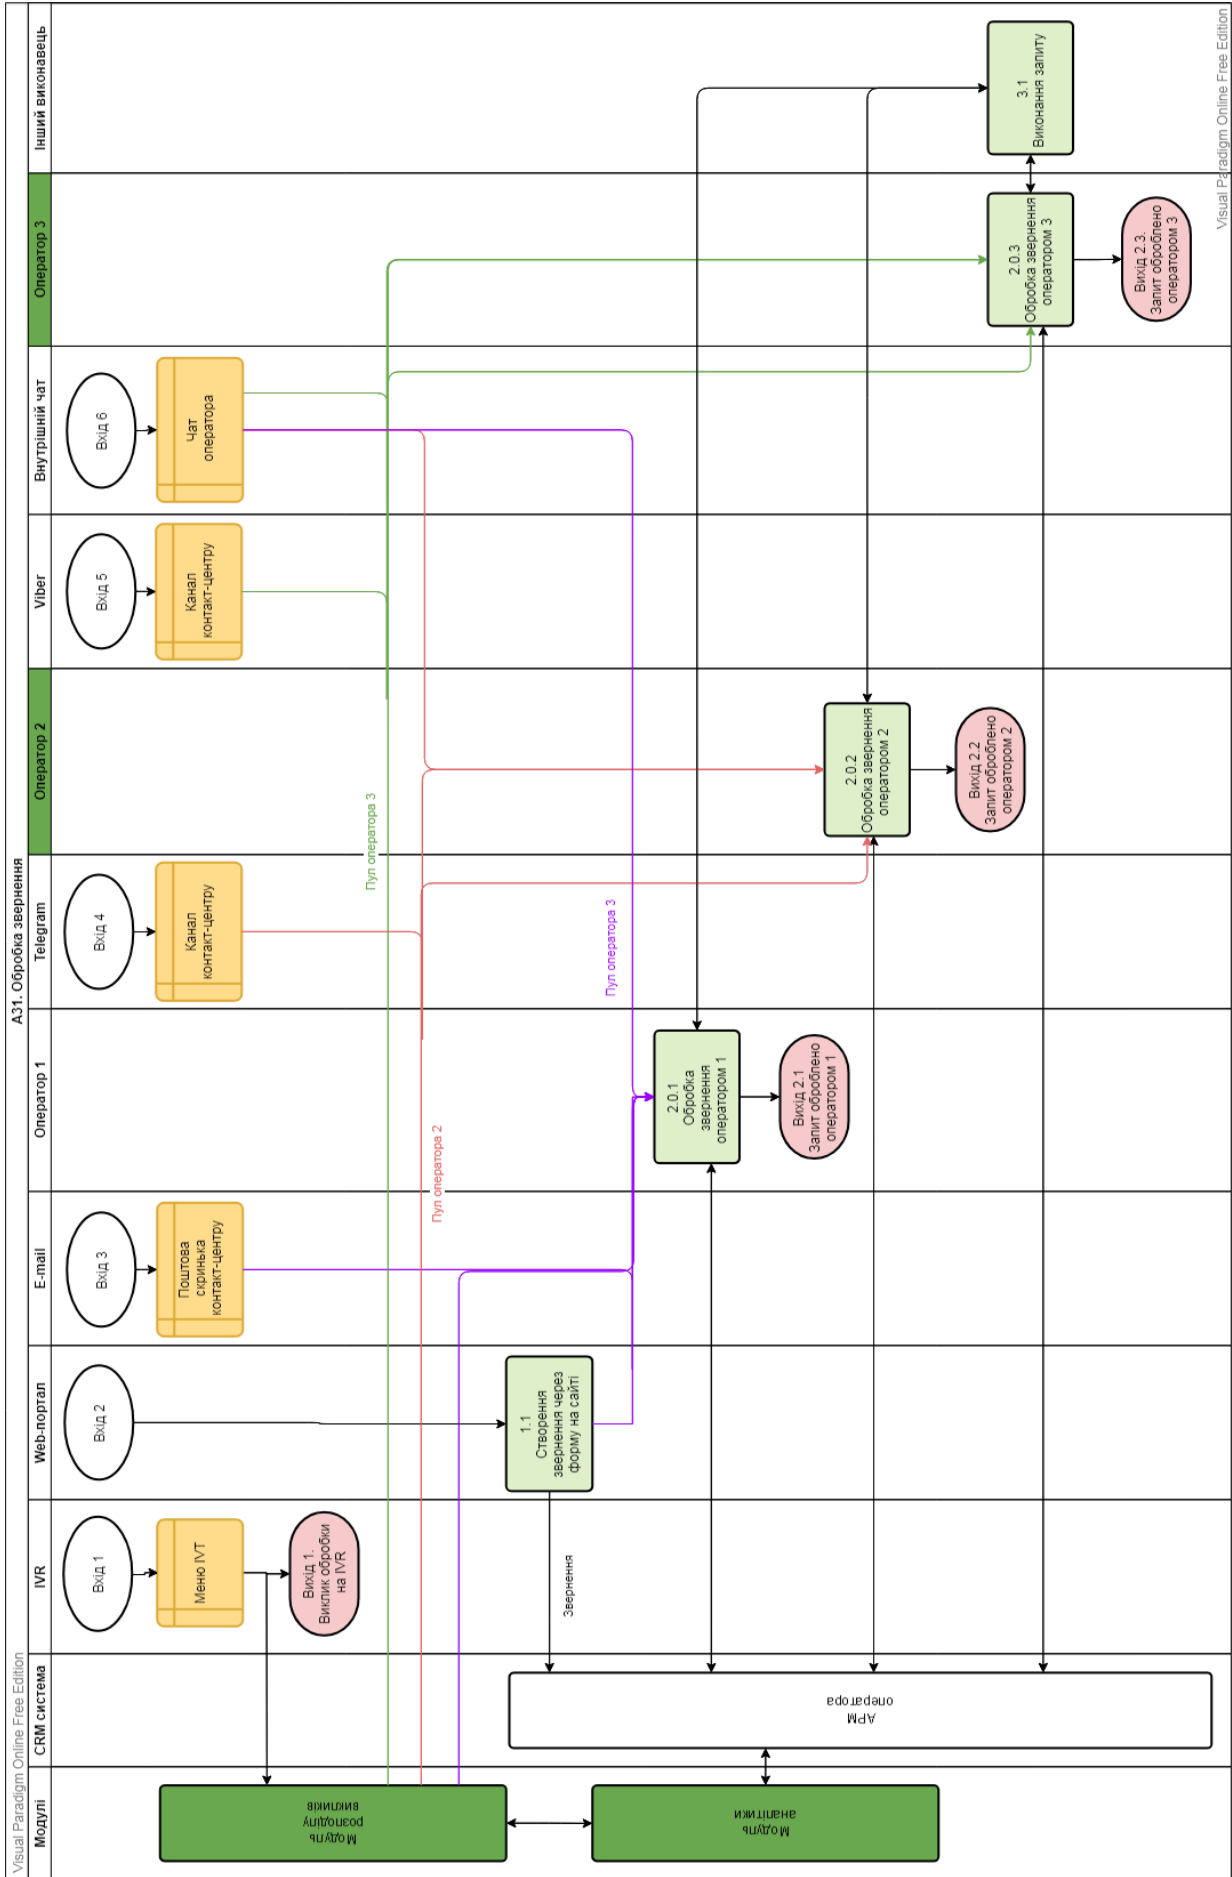 Visual Paradigm Online Free Edition
А31. Обробка звернення
Модулі
CRM система
IVR
Web-портал
E-mail
Оператор 1
Telegram
Оператор 2
Viber
Внутрішній чат
Оператор 3
Інший виконавець
Вхід 1
Вхід 2
Вхід 3
Вхід 4
Вхід 5
Вхід 6
Меню IVT
Поштова
скринька
контакт-центру
Канал
контакт-центру
Канал
контакт-центру
Чат
оператора
Модуль
розподілу
викликів
Вихід 1.
Виклик обробки
на IVR
Пул оператора 3
Пул оператора 2
Пул оператора 3
1.1
Створення
звернення через
форму на сайті
Звернення
АРМ
оператора
Модуль
аналітики
2.0.1
Обробка
звернення
оператором 1
Вихід 2.1
Запит оброблено
оператором 1
2.0.2
Обробка звернення
оператором 2
Вихід 2.2
Запит оброблено
оператором 2
2.0.3
Обробка звернення
оператором 3
Вихід 2.3.
Запит оброблено
оператором 3
3.1
Виконання запиту
Visual Paradigm Online Free Edition